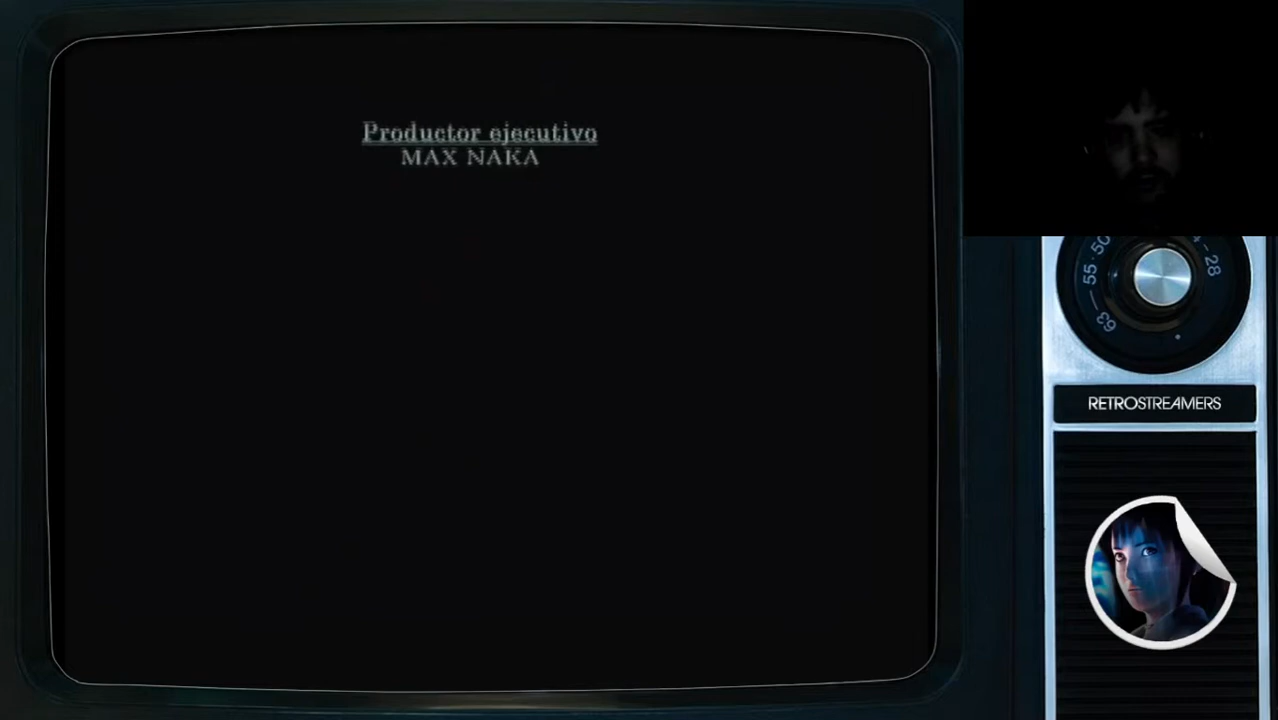 Productor ejecutivo
MAX NAKA
55 · 50
28
63
RETROSTREAMERS